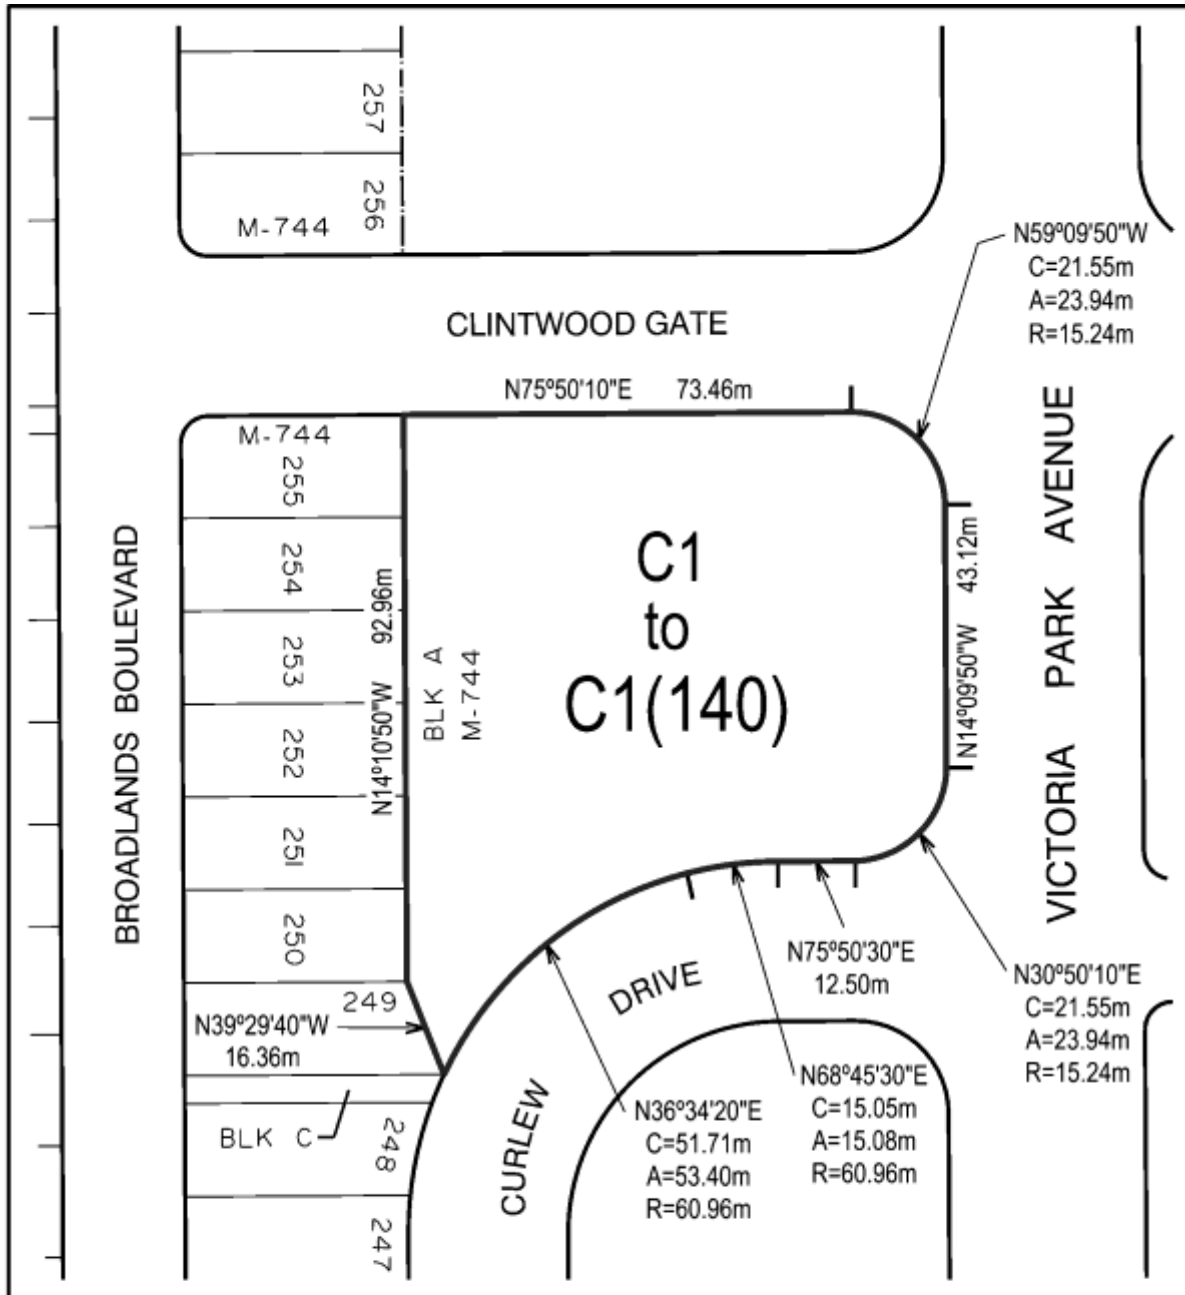 257
256
M-744
N59º09'50"W
C=21.55m
A=23.94m
R=15.24m
CLINTWOOD GATE
N75º50'10"E 73.46m
M-744
255
254
253
252
251
250
249
248
247
BROADLANDS BOULEVARD
N14º10'50"W 92.96m
BLK A
M-744
C1
to
C1(140)
N14º09'50"W 43.12m
VICTORIA PARK AVENUE
N39º29'40"W
16.36m
BLK C
CURLEW DRIVE
N75º50'30"E
12.50m
N30º50'10"E
C=21.55m
A=23.94m
R=15.24m
N68º45'30"E
C=15.05m
A=15.08m
R=60.96m
N36º34'20"E
C=51.71m
A=53.40m
R=60.96m